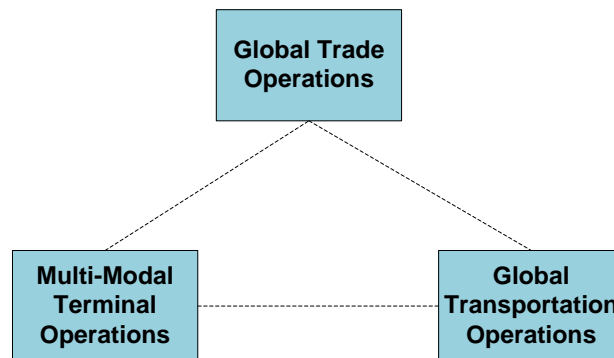 Global Trade
Operations
Multi-Modal
Terminal
Operations
Global
Transportation
Operations